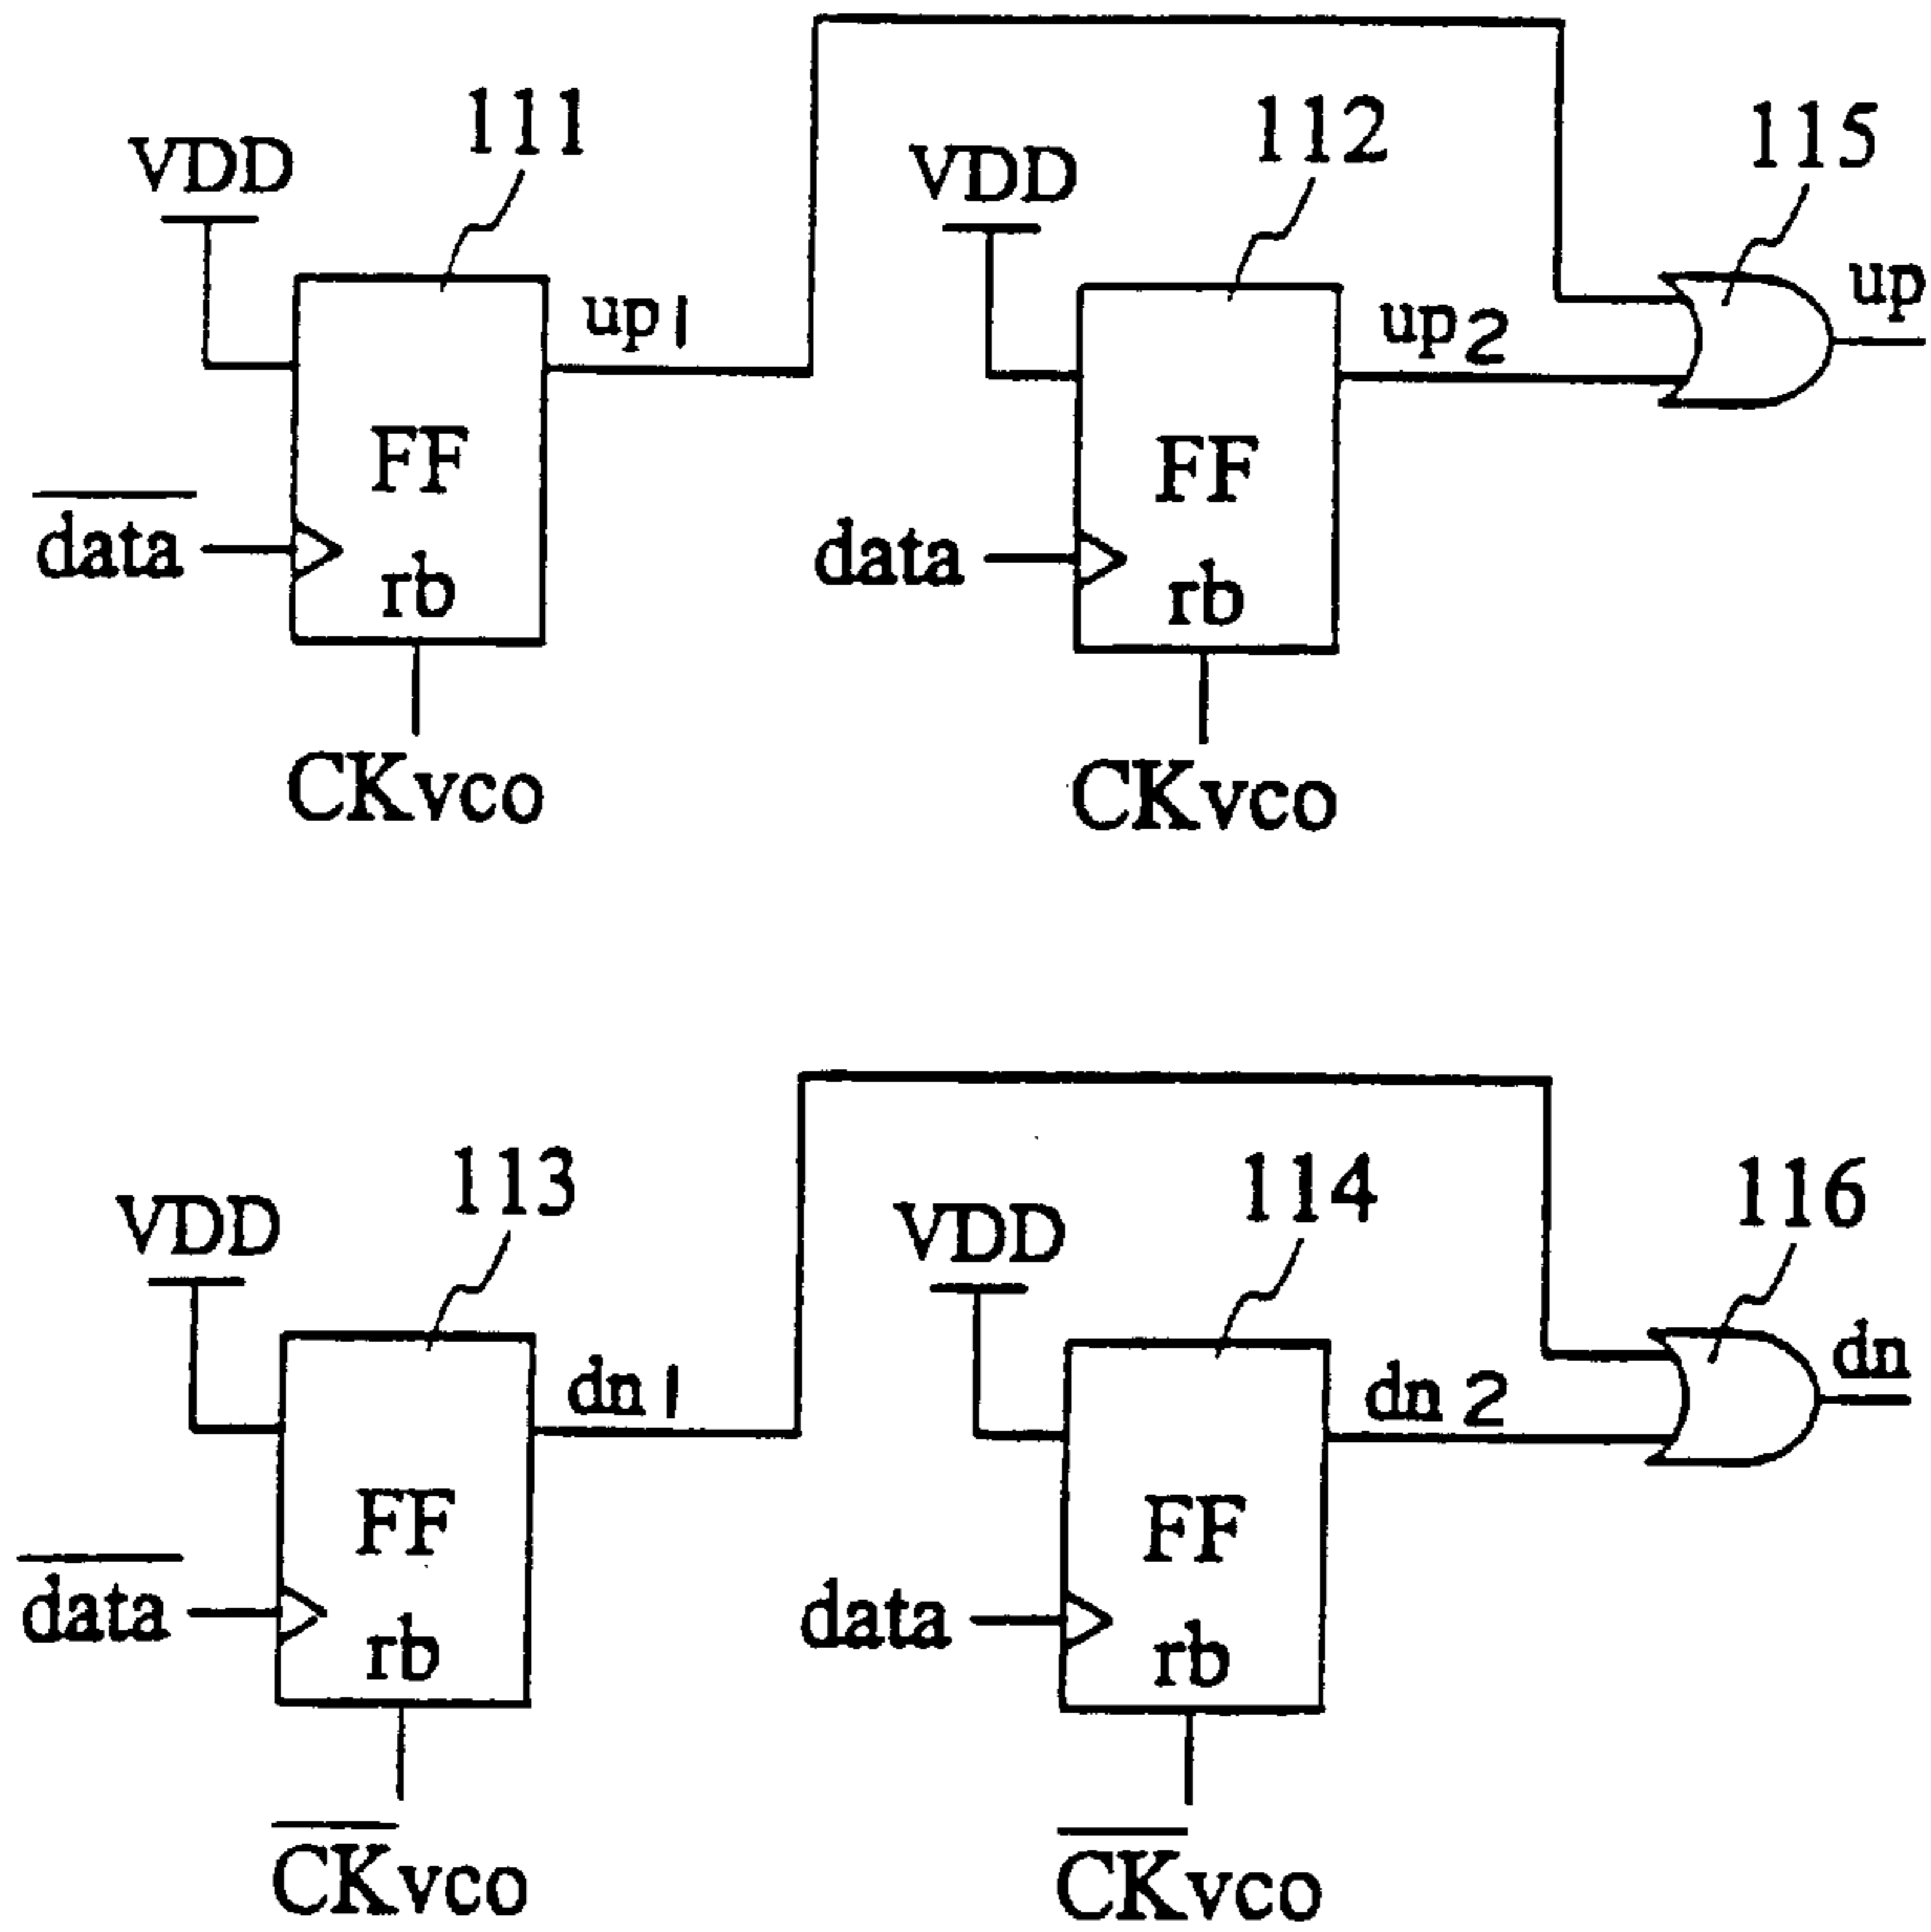 111
112
115
VDD
VDD
up
up1
up2
FF
FF
data
data
rb
rb
CKvco
CKvco
113
114
116
VDD
VDD
dn
dn1
dn2
FF
FF
data
data
rb
rb
CKvco
CKvco